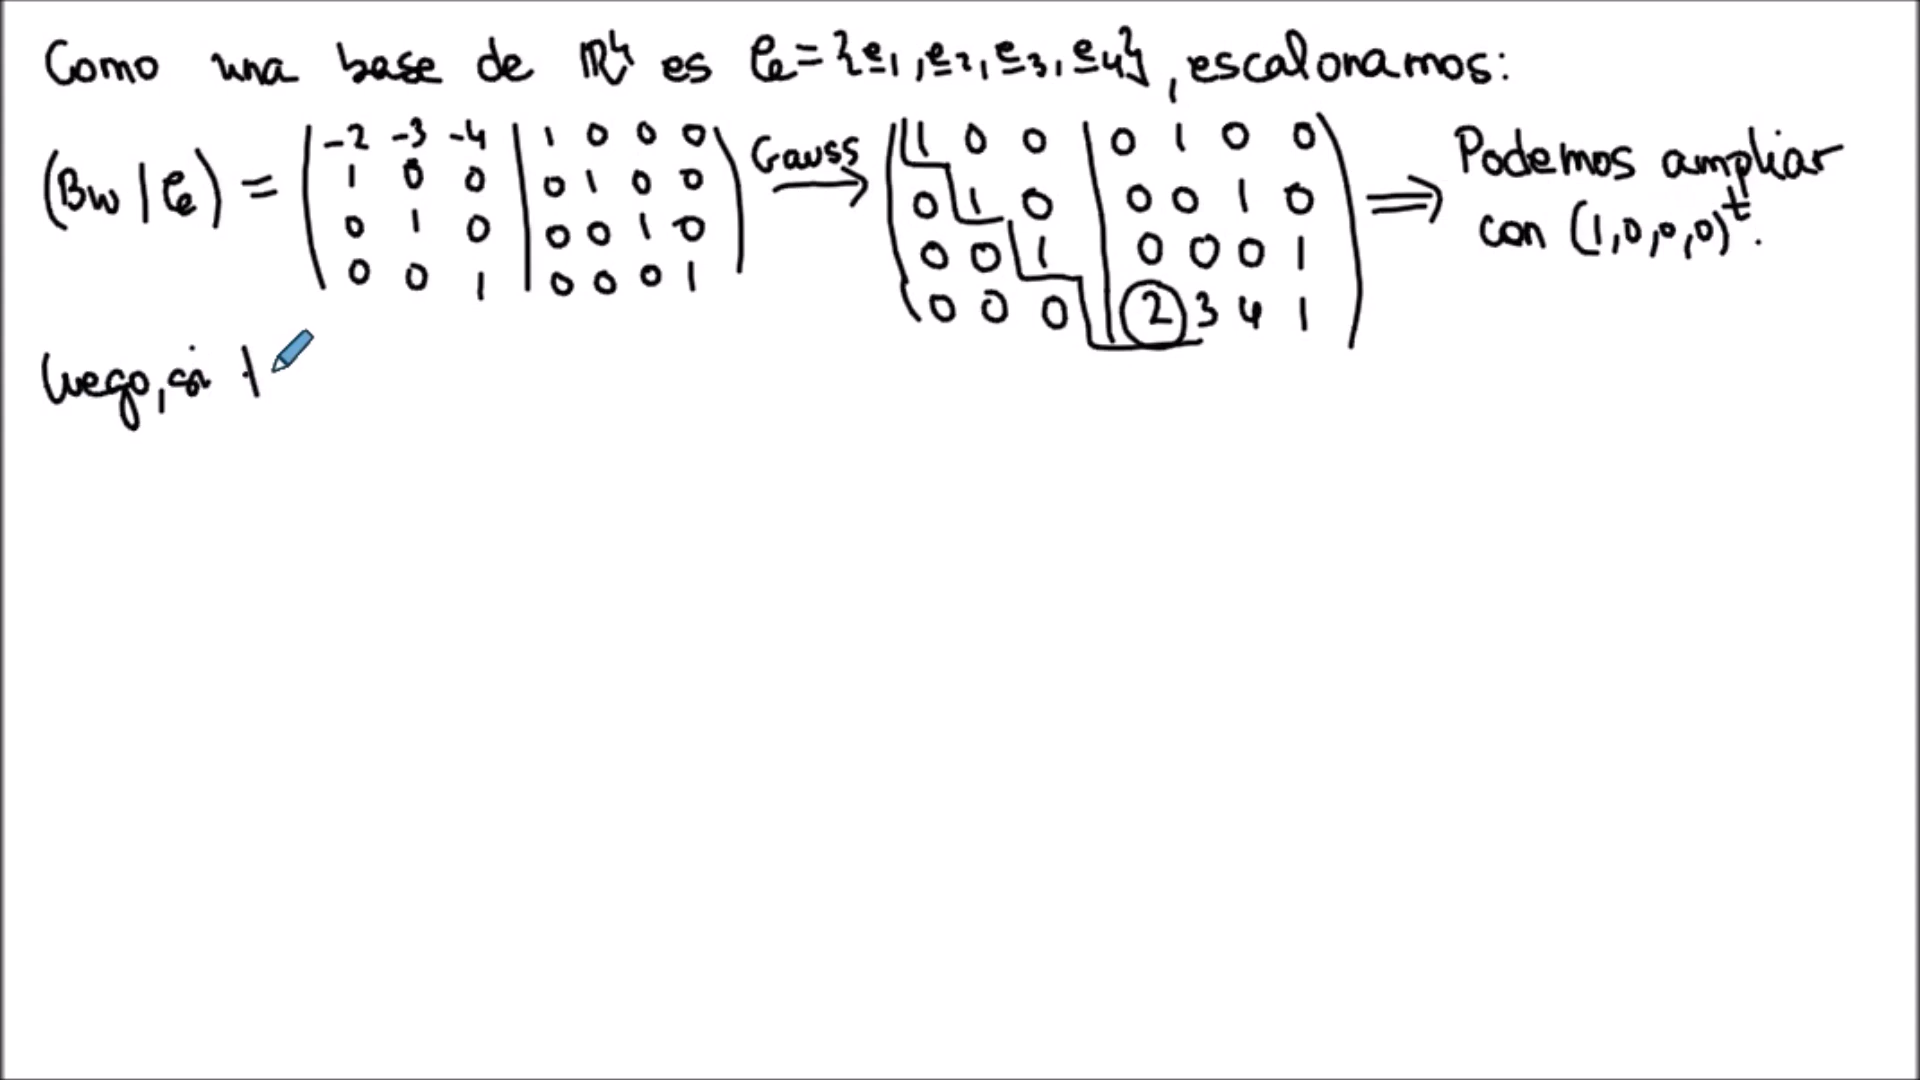 Como una base de ℝ⁴ es 𝒞e = {e1, e2, e3, e4}, escalonamos:
(Bw | 𝒞e) = ( -2 -3 -4 | 1 0 0 0 ) Gauss → ( 1 0 0 | 0 1 0 0 ) ⟹ Podemos ampliar
1 0 0 | 0 1 0 0 0 1 0 | 0 0 1 0 con (1,0,0,0)ᵗ.
0 1 0 | 0 0 1 0 0 0 1 | 0 0 0 1
0 0 1 | 0 0 0 1 0 0 0 | 2 3 4 1
Luego, si